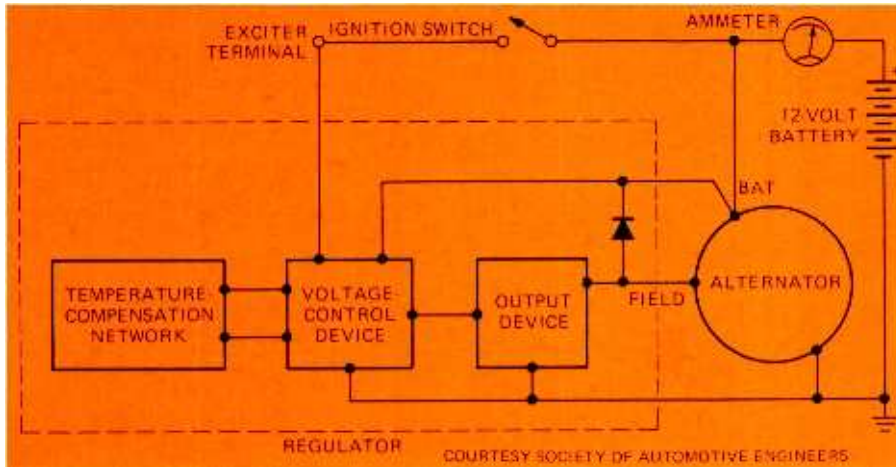 AMMETER
EXCITER
TERMINAL
IGNITION SWITCH
12-VOLT
BATTERY
+
BAT
TEMPERATURE-
COMPENSATION
NETWORK
VOLTAGE-
CONTROL
DEVICE
OUTPUT
DEVICE
FIELD
ALTERNATOR
REGULATOR
COURTESY SOCIETY OF AUTOMOTIVE ENGINEERS